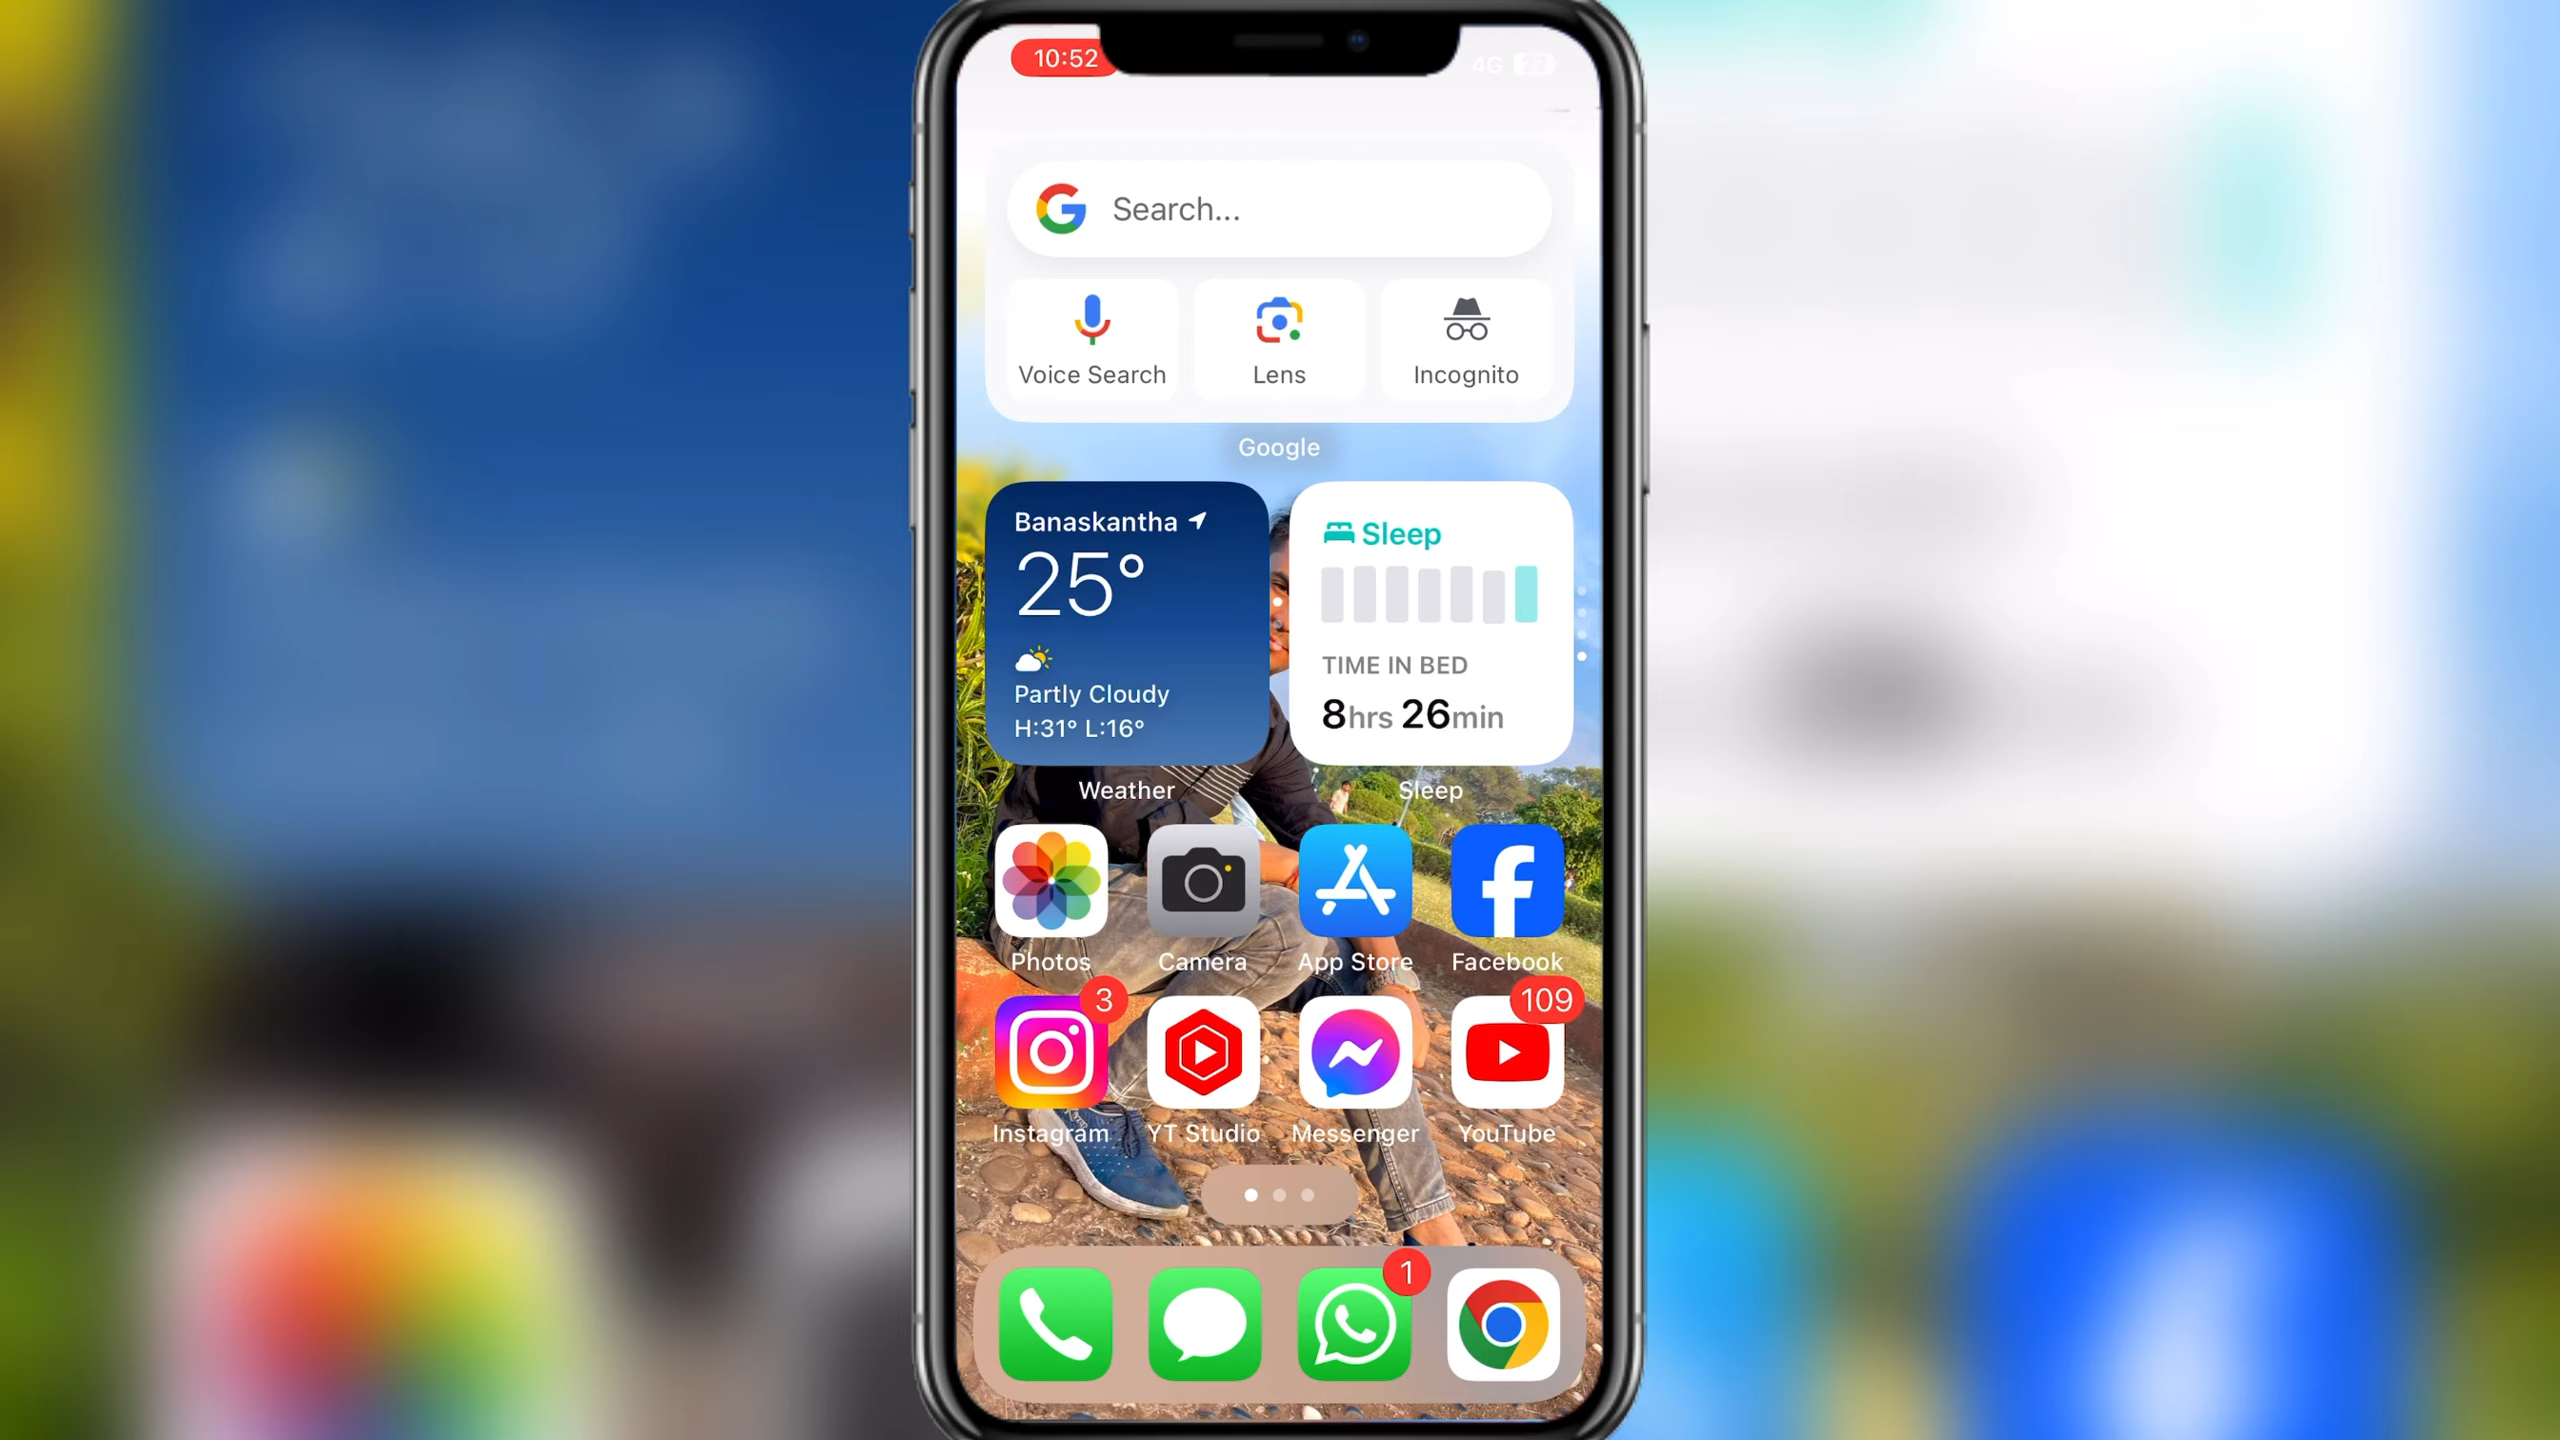 10:52
4G
Search...
Voice Search
Lens
Incognito
Google
Banaskantha
25°
Partly Cloudy
H:31° L:16°
Weather
Sleep
TIME IN BED
8hrs 26min
Sleep
Photos
Camera
App Store
Facebook
3
109
Instagram
YT Studio
Messenger
YouTube
1